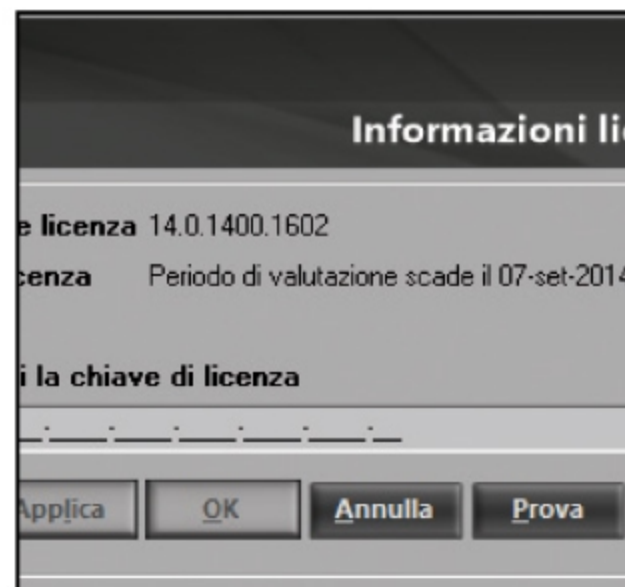 Informazioni li
e licenza 14.0.1400.1602
cenza Periodo di valutazione scade il 07-set-2014
i la chiave di licenza
Applica OK Annulla Prova